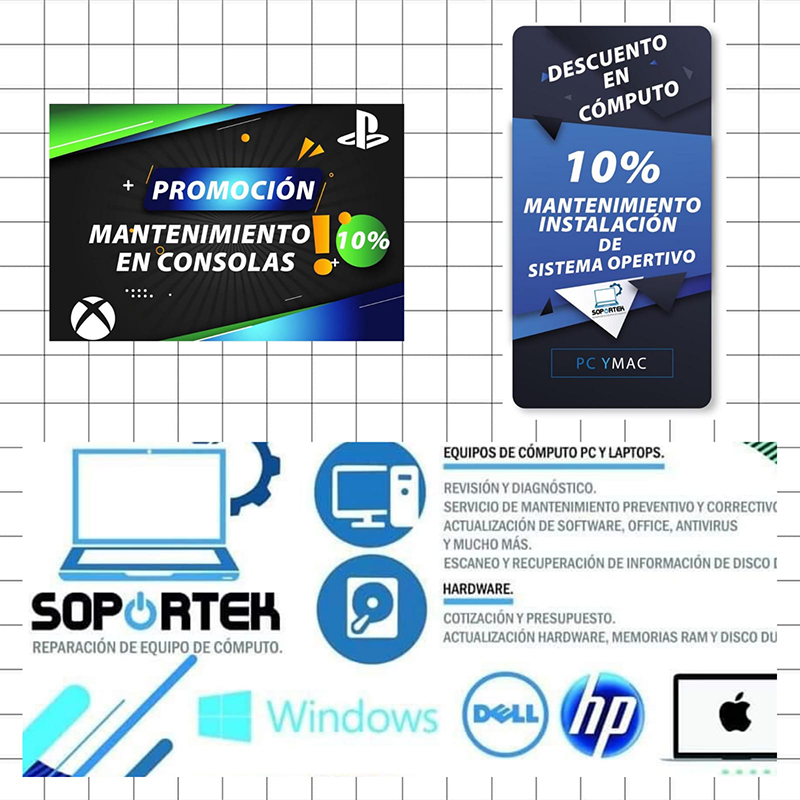 PROMOCIÓN
MANTENIMIENTO
EN CONSOLAS
10%
DESCUENTO
EN
CÓMPUTO
10%
MANTENIMIENTO
INSTALACIÓN
DE
SISTEMA OPERTIVO
SOPORTEK
PC YMAC
SOPORTEK
REPARACIÓN DE EQUIPO DE CÓMPUTO.
EQUIPOS DE CÓMPUTO PC Y LAPTOPS.
REVISIÓN Y DIAGNÓSTICO.
SERVICIO DE MANTENIMIENTO PREVENTIVO Y CORRECTIVO
ACTUALIZACIÓN DE SOFTWARE, OFFICE, ANTIVIRUS
Y MUCHO MÁS.
ESCANEO Y RECUPERACIÓN DE INFORMACIÓN DE DISCO
HARDWARE.
COTIZACIÓN Y PRESUPUESTO.
ACTUALIZACIÓN HARDWARE, MEMORIAS RAM Y DISCO DU
Windows
DELL
hp